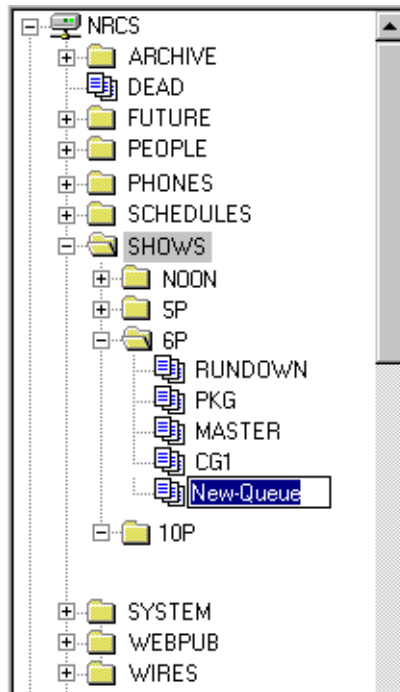 NRCS
ARCHIVE
DEAD
FUTURE
PEOPLE
PHONES
SCHEDULES
SHOWS
NOON
5P
6P
RUNDOWN
PKG
MASTER
CG1
New-Queue
10P
SYSTEM
WEBPUB
WIRES